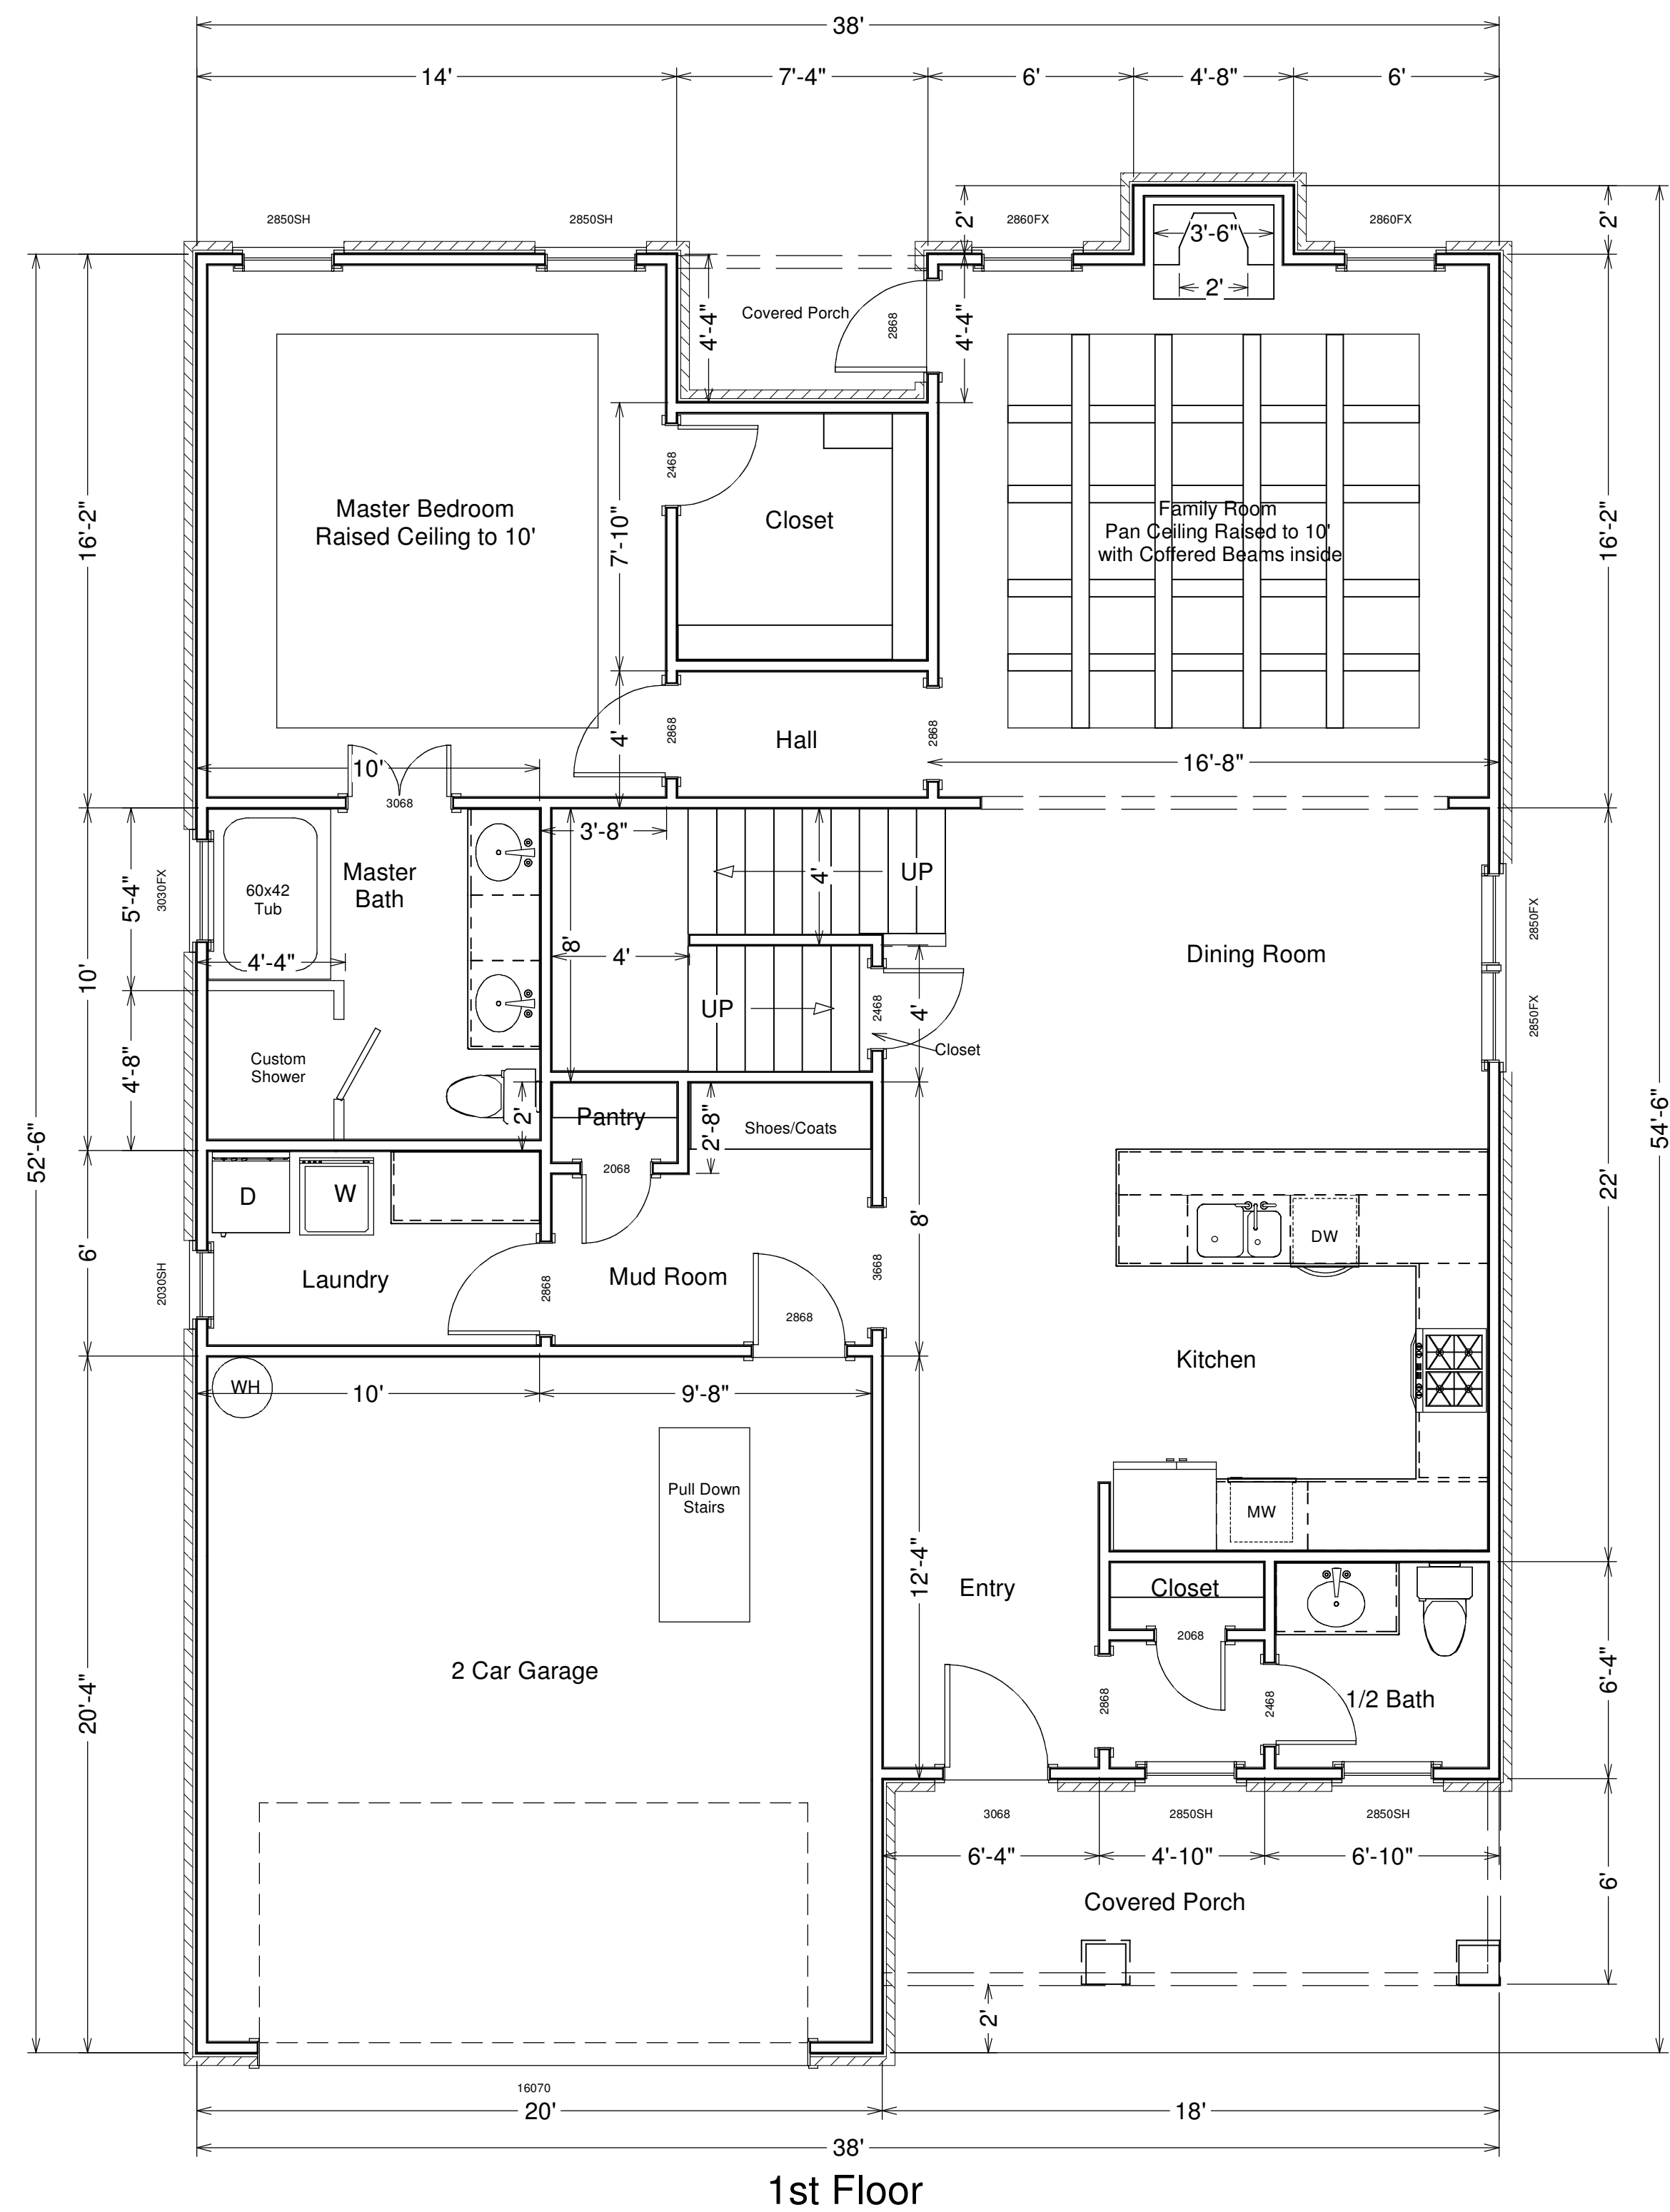 38'
14'
7'-4"
6'
4'-8"
6'
2850SH
2850SH
2'
2860FX
2860FX
2'
3'-6"
2'
4'-4"
Covered Porch
2868
4'-4"
16'-2"
Master Bedroom
Raised Ceiling to 10'
7'-10"
2468
Closet
Family Room
Pan Ceiling Raised to 10'
with Coffered Beams inside
16'-2"
4'
2868
Hall
2868
16'-8"
10'
3068
3'-8"
5'-4"
3030FX
60x42
Tub
Master
Bath
4'
UP
2850FX
8'
4'
4'-4"
10'
Dining Room
UP
2468
4'
2850FX
Closet
4'-8"
Custom
Shower
2'
Pantry
2'-8"
Shoes/Coats
52'-6"
54'-6"
2068
22'
D
W
8'
DW
6'
2030SH
Laundry
2868
Mud Room
3668
2868
Kitchen
WH
10'
9'-8"
Pull Down
Stairs
MW
12'-4"
Entry
Closet
2068
20'-4"
2 Car Garage
6'-4"
2868
2468
1/2 Bath
3068
2850SH
2850SH
6'-4"
4'-10"
6'-10"
6'
Covered Porch
2'
16070
20'
18'
38'
1st Floor